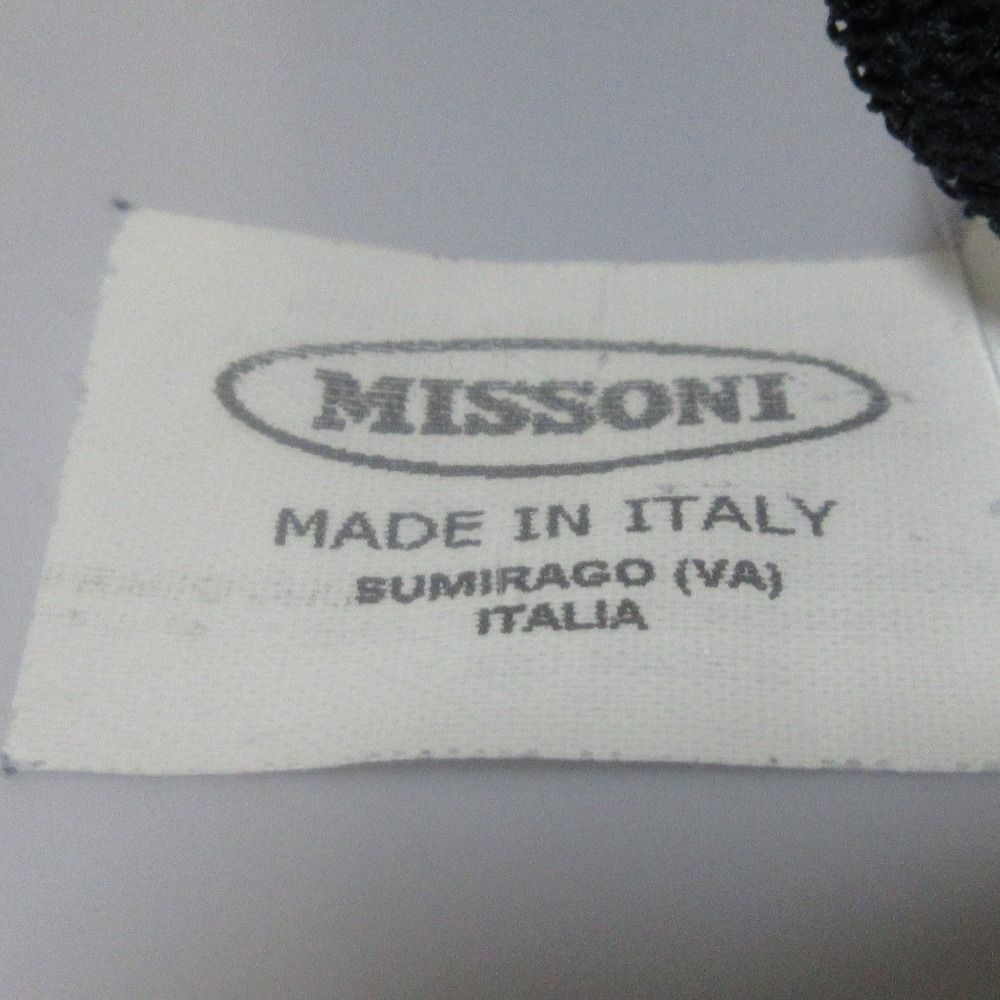 MISSONI
MADE IN ITALY
SUMIRAGO (VA)
ITALIA